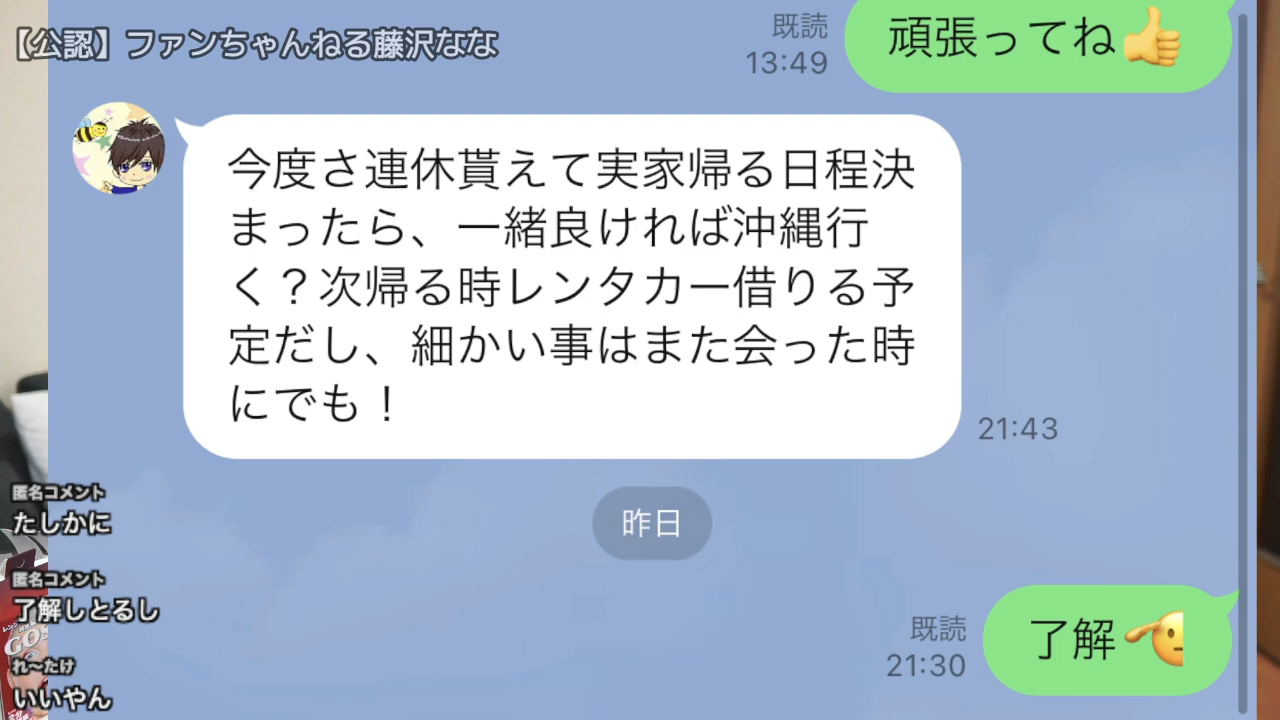 【公認】ファンちゃんねる藤沢なな
頑張ってね👍
既読
13:49
今度さ連休貰えて実家帰る日程決
まったら、一緒良ければ沖縄行
く？次帰る時レンタカー借りる予
定だし、細かい事はまた会った時
にでも！
21:43
昨日
了解
既読
21:30
匿名コメント
たしかに
匿名コメント
了解しとるし
れ〜たけ
いいやん